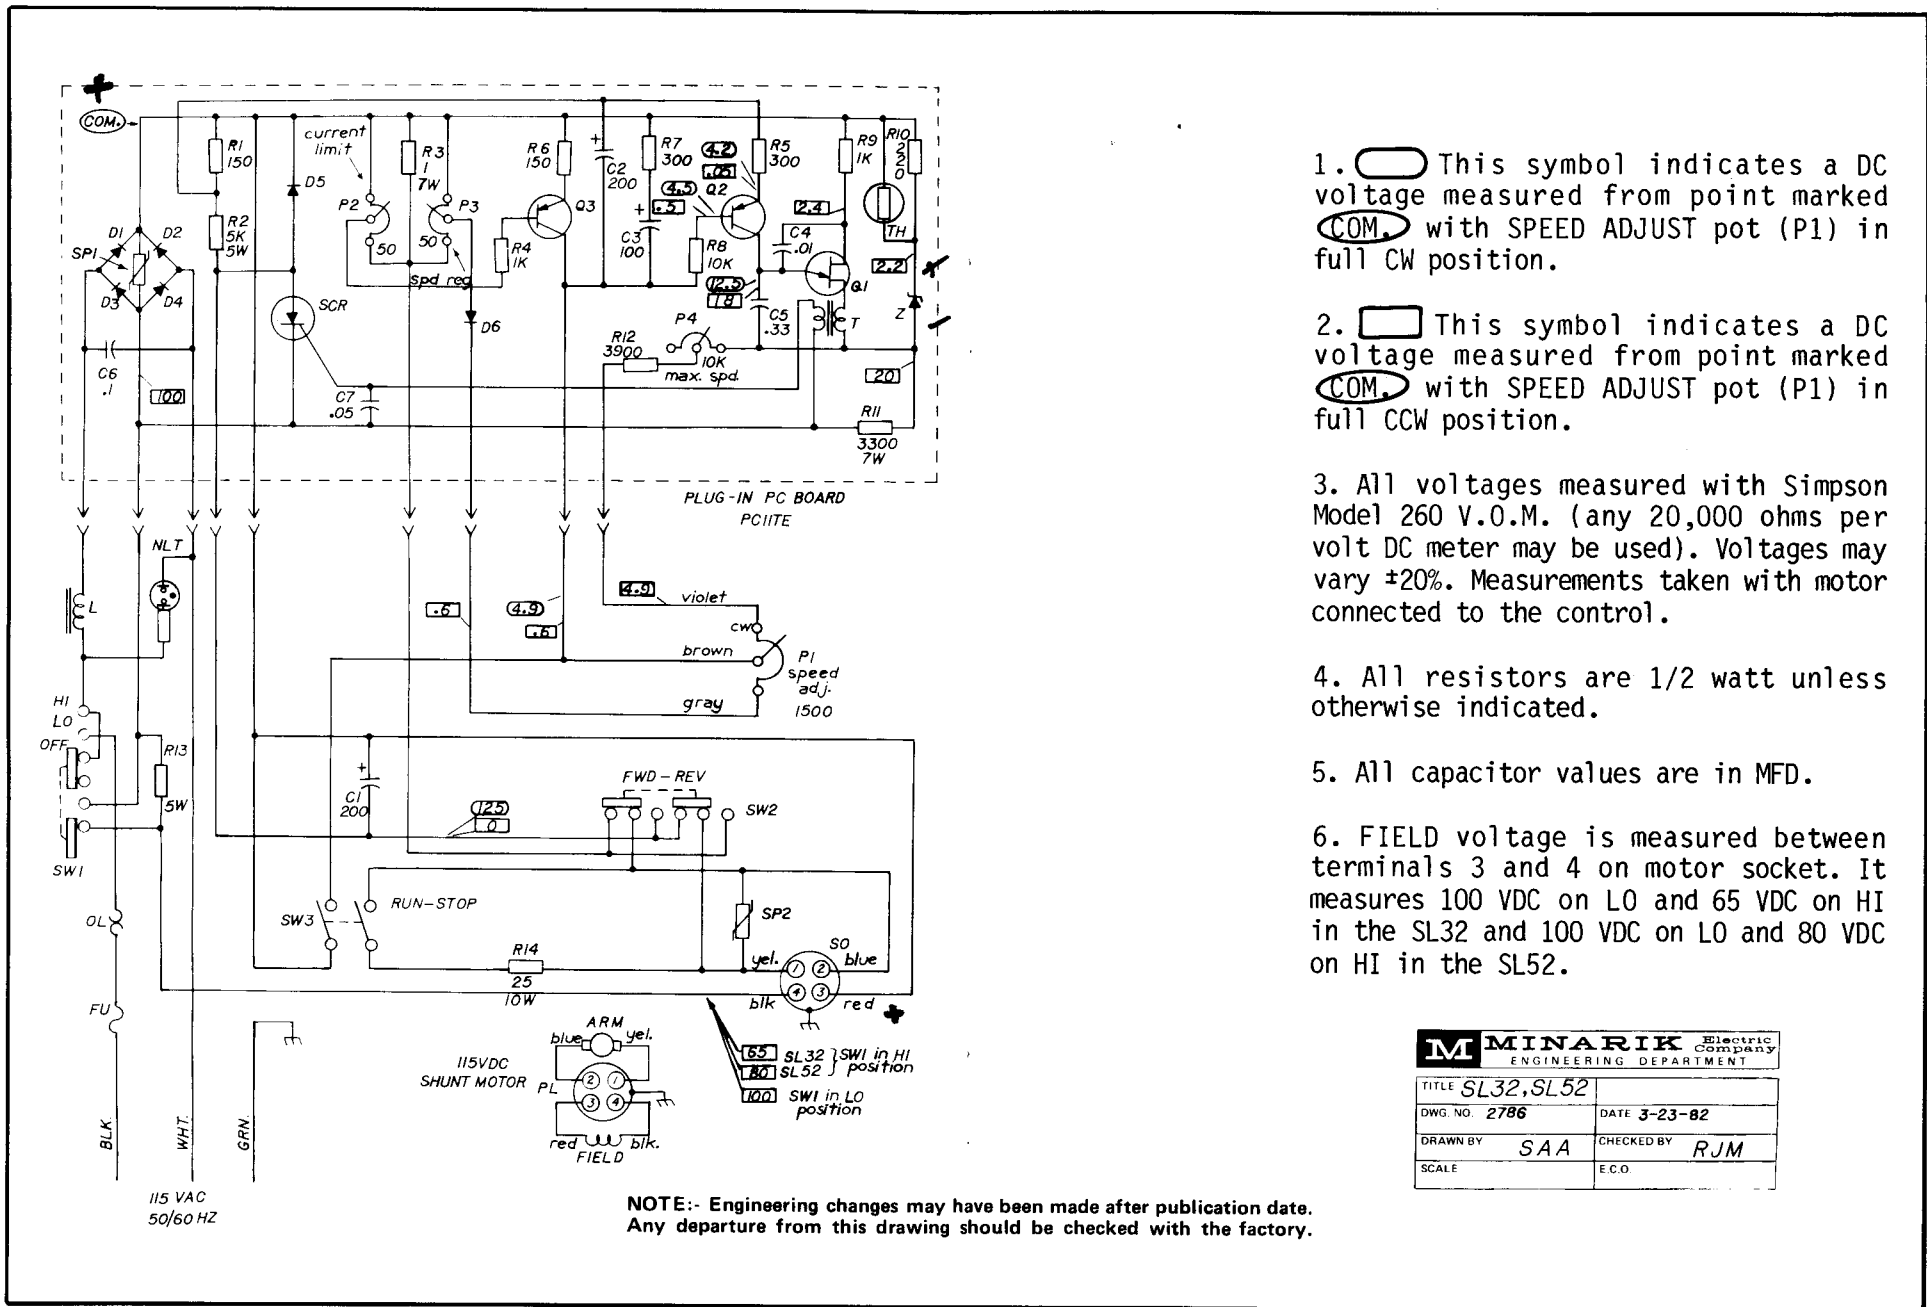 COM.
R1
150
current
limit
R3
1
7W
R6
150
C2
200
R7
300
4.2
.05
R5
300
R9
1K
R10
220
D5
4.5
.5
Q2
P2
P3
Q3
2.4
R2
5K
5W
D1
D2
SP1
50
50
R4
1K
C3
100
R8
10K
C4
.01
TH
2.2
D3
D4
SCR
spd reg
12.5
18
Q1
Z
D6
C5
.33
T
P4
R12
3900
10K
max. spd.
C6
.1
100
20
C7
.05
R11
3300
7W
PLUG-IN PC BOARD
PC11TE
NLT
L
4.9
violet
.6
4.9
.6
cw
brown
P1
speed
adj.
1500
gray
HI
LO
OFF
R13
5W
C1
200
FWD-REV
SW2
125
0
SW1
OL
SW3
RUN-STOP
SP2
R14
25
10W
SO
yel.
1
2
blue
4
3
blk
red
FU
ARM
blue
yel.
115VDC
SHUNT MOTOR
PL
2
1
3
4
red
blk.
FIELD
65
SL32
SW1 in HI
80
SL52
position
100
SW1 in LO
position
BLK.
WHT.
GRN.
115 VAC
50/60 HZ
NOTE:- Engineering changes may have been made after publication date.
Any departure from this drawing should be checked with the factory.
1. This symbol indicates a DC
voltage measured from point marked
COM. with SPEED ADJUST pot (P1) in
full CW position.
2. This symbol indicates a DC
voltage measured from point marked
COM. with SPEED ADJUST pot (P1) in
full CCW position.
3. All voltages measured with Simpson
Model 260 V.O.M. (any 20,000 ohms per
volt DC meter may be used). Voltages may
vary ±20%. Measurements taken with motor
connected to the control.
4. All resistors are 1/2 watt unless
otherwise indicated.
5. All capacitor values are in MFD.
6. FIELD voltage is measured between
terminals 3 and 4 on motor socket. It
measures 100 VDC on LO and 65 VDC on HI
in the SL32 and 100 VDC on LO and 80 VDC
on HI in the SL52.
M MINARIK Electric Company
ENGINEERING DEPARTMENT
TITLE SL32,SL52
DWG. NO. 2786 DATE 3-23-82
DRAWN BY SAA CHECKED BY RJM
SCALE E.C.O.